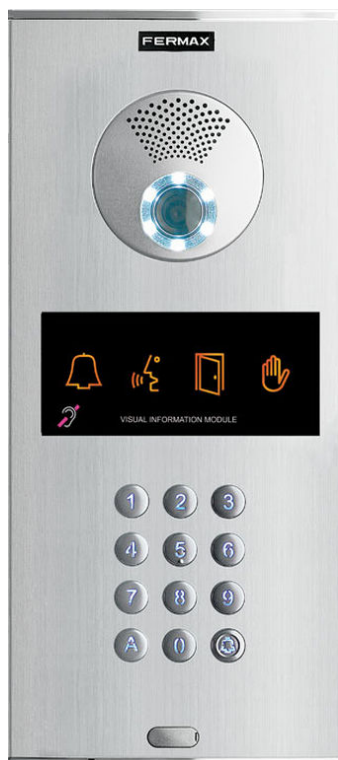 FERMAX
VISUAL INFORMATION MODULE
1 2 3
4 5 6
7 8 9
A 0